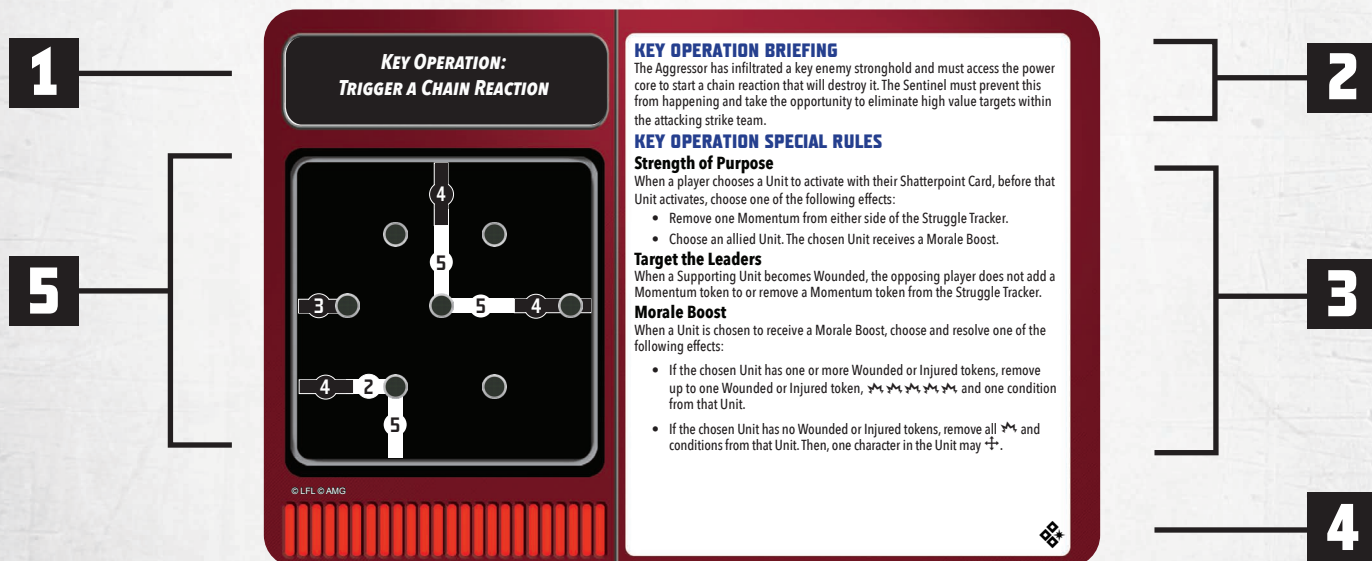 1
KEY OPERATION:
TRIGGER A CHAIN REACTION
5
4
5
3
5
4
4
2
5
© LFL © AMG
KEY OPERATION BRIEFING
The Aggressor has infiltrated a key enemy stronghold and must access the power
core to start a chain reaction that will destroy it. The Sentinel must prevent this
from happening and take the opportunity to eliminate high value targets within
the attacking strike team.
KEY OPERATION SPECIAL RULES
Strength of Purpose
When a player chooses a Unit to activate with their Shatterpoint Card, before that
Unit activates, choose one of the following effects:
• Remove one Momentum from either side of the Struggle Tracker.
• Choose an allied Unit. The chosen Unit receives a Morale Boost.
Target the Leaders
When a Supporting Unit becomes Wounded, the opposing player does not add a
Momentum token to or remove a Momentum token from the Struggle Tracker.
Morale Boost
When a Unit is chosen to receive a Morale Boost, choose and resolve one of the
following effects:
• If the chosen Unit has one or more Wounded or Injured tokens, remove
up to one Wounded or Injured token, and one condition
from that Unit.
• If the chosen Unit has no Wounded or Injured tokens, remove all and
conditions from that Unit. Then, one character in the Unit may .
2
3
4